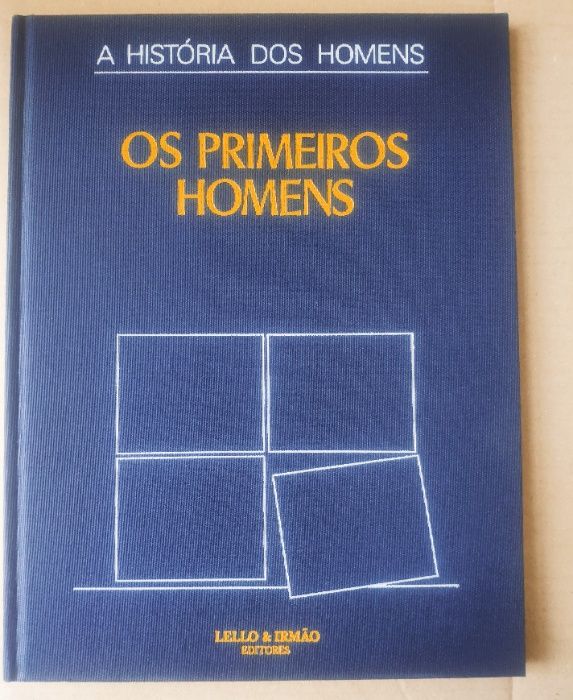 A HISTÓRIA DOS HOMENS
OS PRIMEIROS
HOMENS
LELLO & IRMÃO
EDITORES